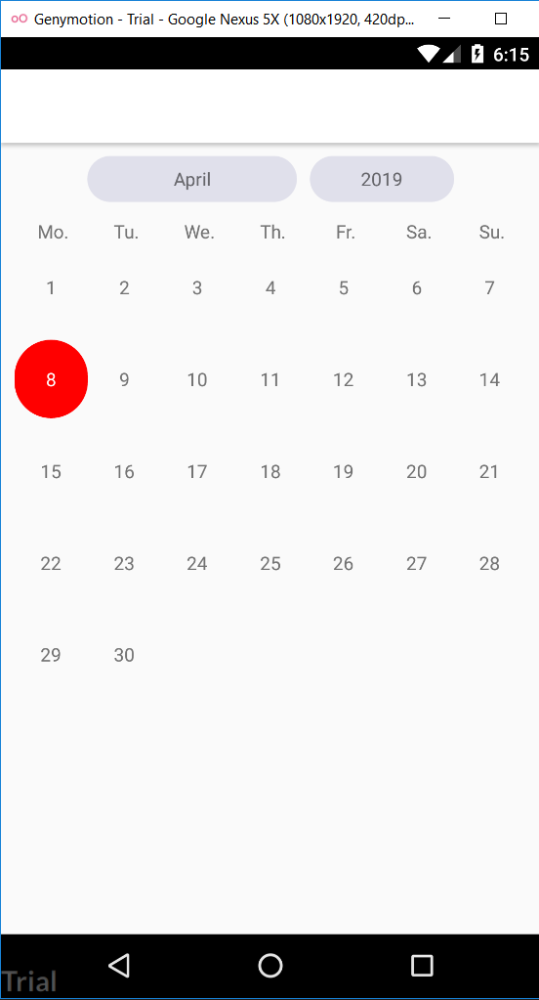 Genymotion - Trial - Google Nexus 5X (1080x1920, 420dp...
6:15
April 2019
Mo. Tu. We. Th. Fr. Sa. Su.
1 2 3 4 5 6 7
8 9 10 11 12 13 14
15 16 17 18 19 20 21
22 23 24 25 26 27 28
29 30
Trial